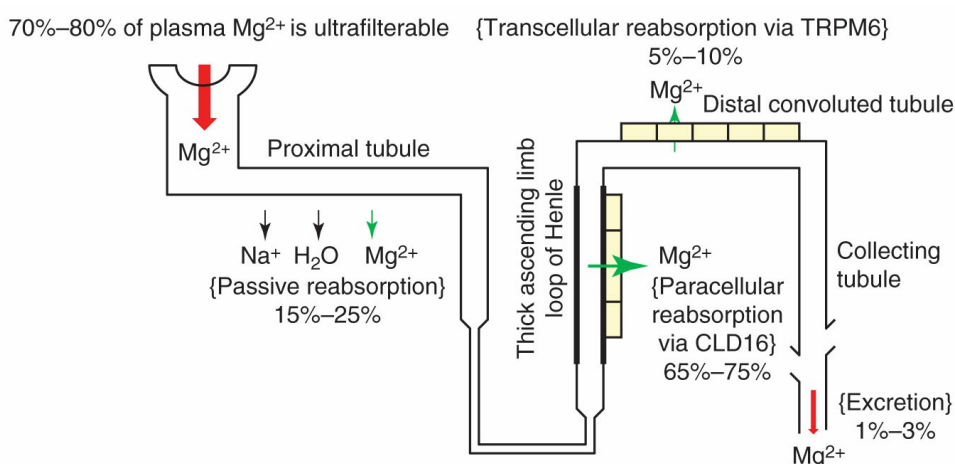 70%–80% of plasma Mg²⁺ is ultrafilterable
{Transcellular reabsorption via TRPM6}
5%–10%
Mg²⁺
Distal convoluted tubule
Mg²⁺
Proximal tubule
Na⁺ H₂O Mg²⁺
{Passive reabsorption}
15%–25%
Thick ascending limb
loop of Henle
Mg²⁺
{Paracellular
reabsorption
via CLD16}
65%–75%
Collecting
tubule
{Excretion}
1%–3%
Mg²⁺